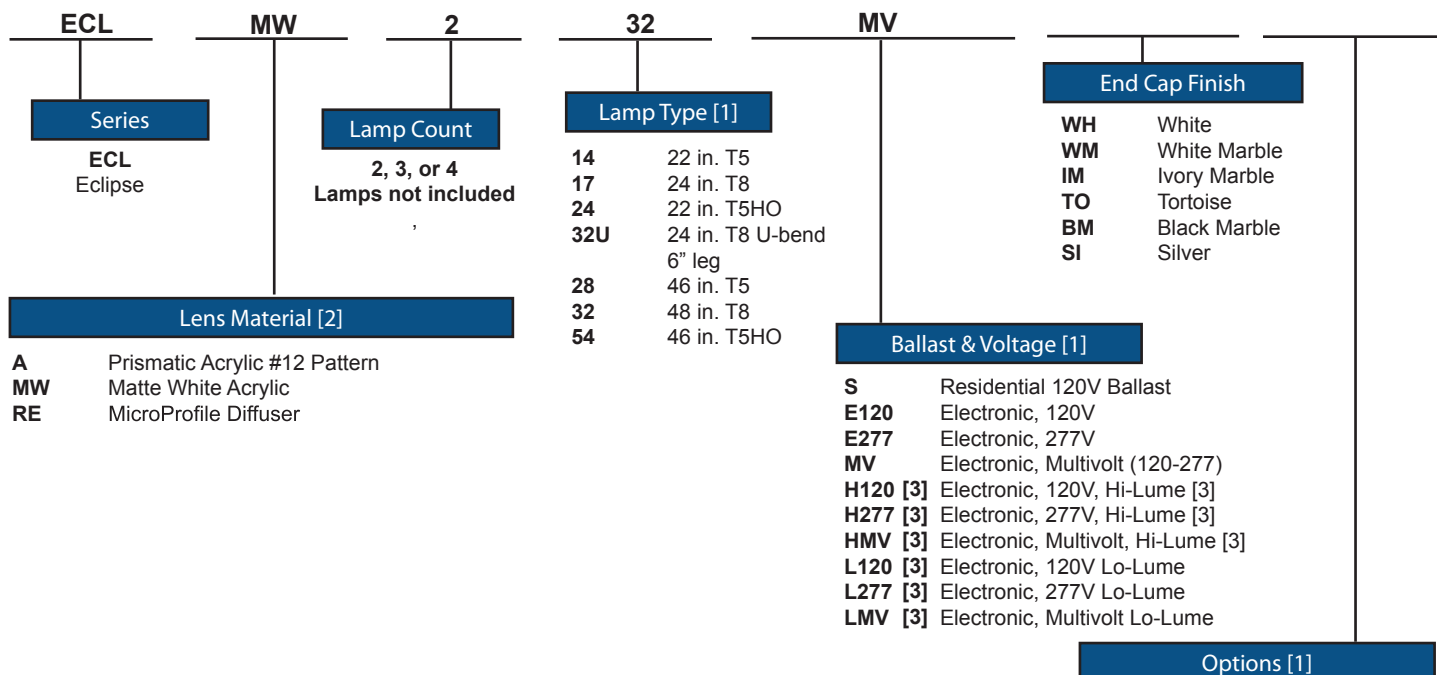 ECL MW 2 32 MV
Series
ECL
Eclipse
Lamp Count
2, 3, or 4
Lamps not included
,
Lamp Type [1]
14 22 in. T5
17 24 in. T8
24 22 in. T5HO
32U 24 in. T8 U-bend
6” leg
28 46 in. T5
32 48 in. T8
54 46 in. T5HO
End Cap Finish
WH White
WM White Marble
IM Ivory Marble
TO Tortoise
BM Black Marble
SI Silver
Lens Material [2]
A Prismatic Acrylic #12 Pattern
MW Matte White Acrylic
RE MicroProfile Diffuser
Ballast & Voltage [1]
S Residential 120V Ballast
E120 Electronic, 120V
E277 Electronic, 277V
MV Electronic, Multivolt (120-277)
H120 [3] Electronic, 120V, Hi-Lume [3]
H277 [3] Electronic, 277V, Hi-Lume [3]
HMV [3] Electronic, Multivolt, Hi-Lume [3]
L120 [3] Electronic, 120V Lo-Lume
L277 [3] Electronic, 277V Lo-Lume
LMV [3] Electronic, Multivolt Lo-Lume
Options [1]